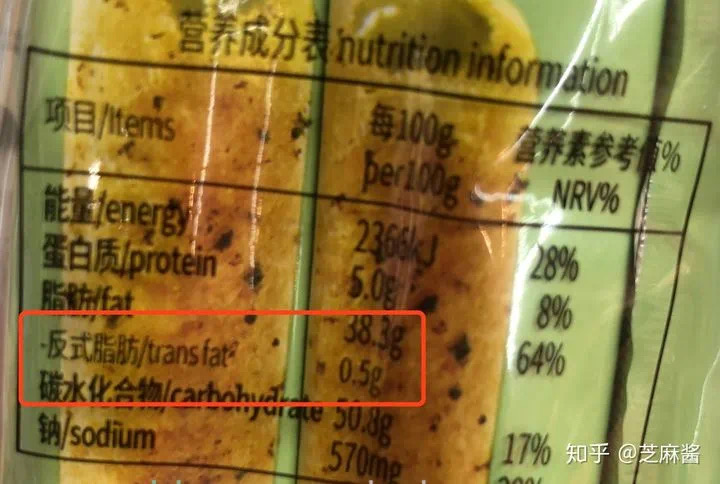 营养成分表 nutrition information
项目/Items 每100g per100g 营养素参考值% NRV%
能量/energy 2366kJ 28%
蛋白质/protein 5.0g 8%
脂肪/fat 38.3g 64%
-反式脂肪/trans fat 0.5g
碳水化合物/carbohydrate 50.8g 17%
钠/sodium 570mg
知乎 @芝麻酱